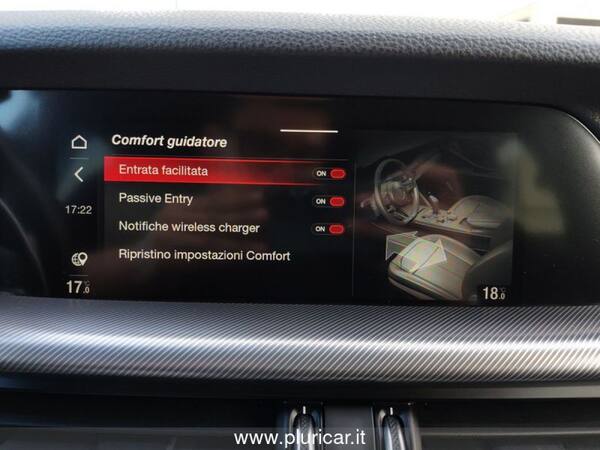 Comfort guidatore
Entrata facilitata ON
Passive Entry ON
17:22
Notifiche wireless charger ON
Ripristino impostazioni Comfort
17.0 °C
18.0 °C
www.pluricar.it